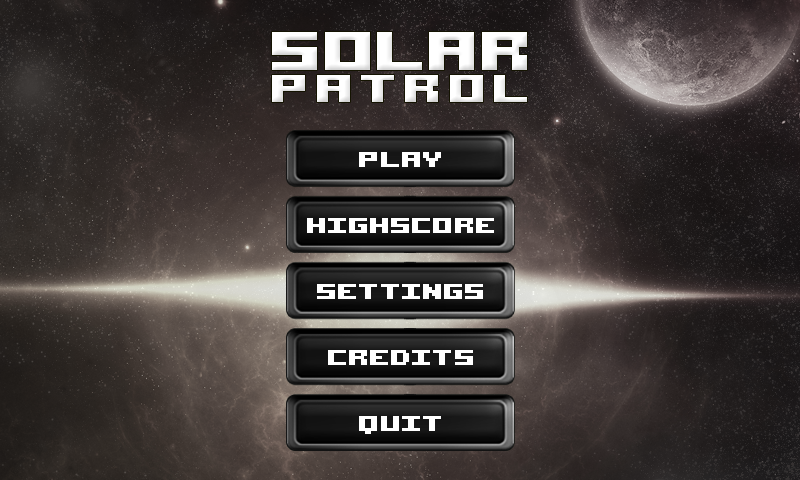 SOLAR
PATROL
PLAY
HIGHSCORE
SETTINGS
CREDITS
QUIT